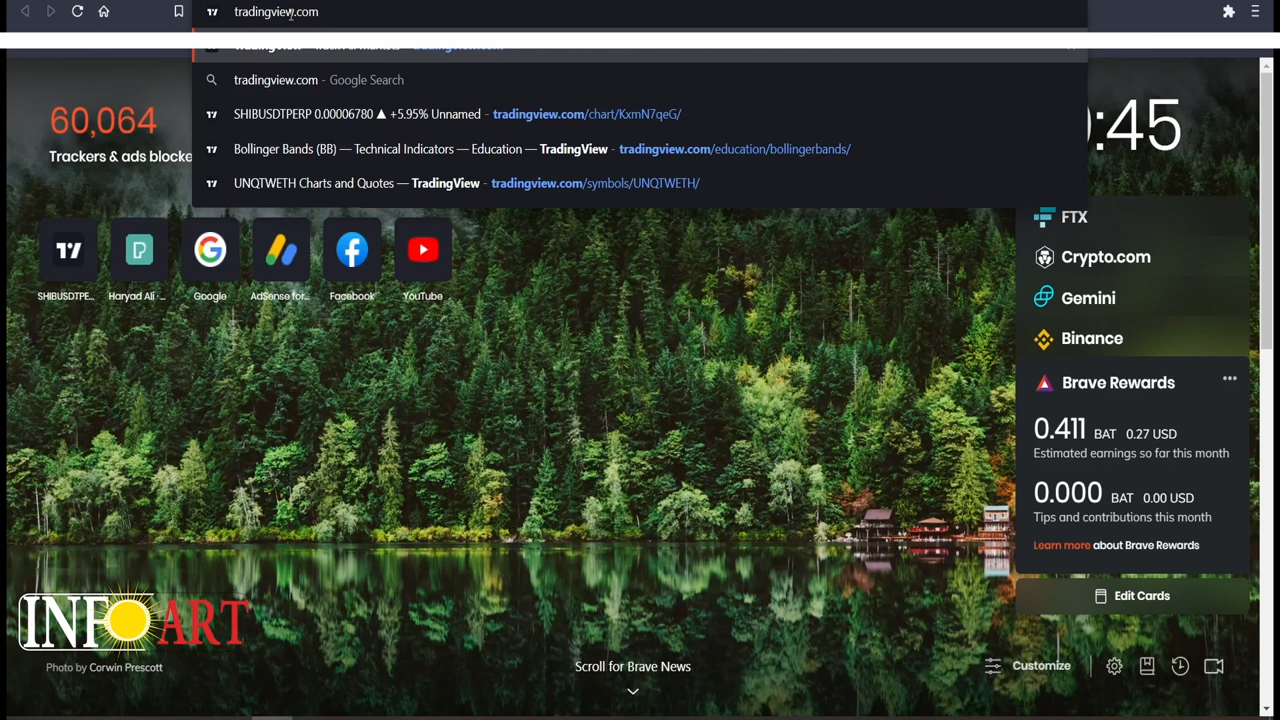 tradingview.com
tradingview.com - Google Search
SHIBUSDTPERP 0.00006780 ▲ +5.95% Unnamed - tradingview.com/chart/KxmN7qeG/
Bollinger Bands (BB) — Technical Indicators — Education — TradingView - tradingview.com/education/bollingerbands/
UNQTWETH Charts and Quotes — TradingView - tradingview.com/symbols/UNQTWETH/
60,064
Trackers & ads blocke
:45
SHIBUSDTPE...
Haryad Ali -...
Google
AdSense for...
Facebook
YouTube
FTX
Crypto.com
Gemini
Binance
Brave Rewards
0.411 BAT 0.27 USD
Estimated earnings so far this month
0.000 BAT 0.00 USD
Tips and contributions this month
Learn more about Brave Rewards
Edit Cards
INFO ART
Photo by Corwin Prescott
Scroll for Brave News
Customize